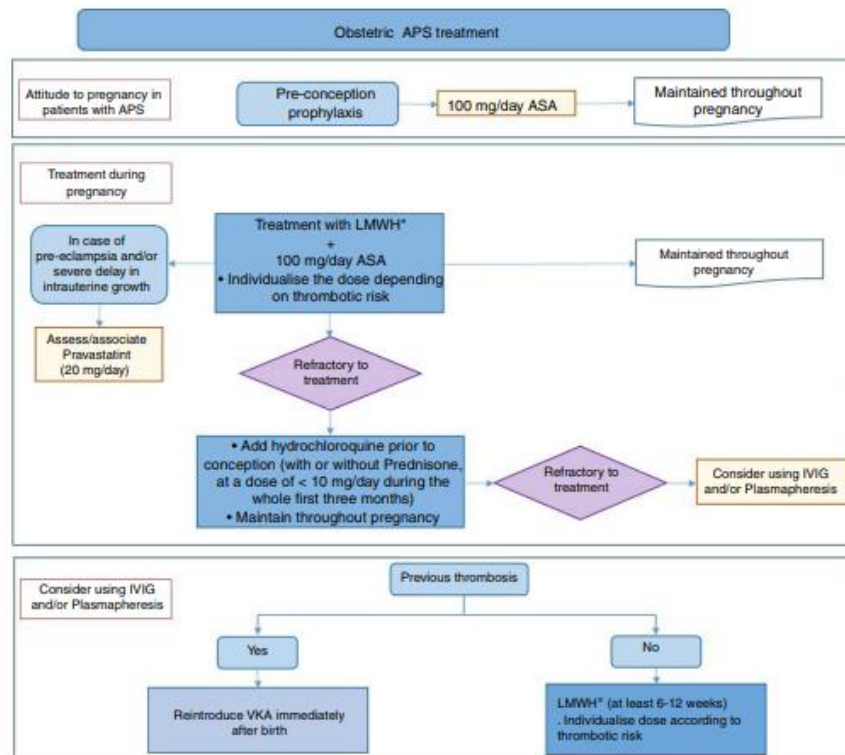 Obstetric APS treatment
Attitude to pregnancy in
patients with APS
Pre-conception
prophylaxis
100 mg/day ASA
Maintained throughout
pregnancy
Treatment during
pregnancy
In case of
pre-eclampsia and/or
severe delay in
intrauterine growth
Treatment with LMWH*
+
100 mg/day ASA
• Individualise the dose depending
on thrombotic risk
Maintained throughout
pregnancy
Assess/associate
Pravastatint
(20 mg/day)
Refractory to
treatment
• Add hydrochloroquine prior to
conception (with or without Prednisone,
at a dose of < 10 mg/day during the
whole first three months)
• Maintain throughout pregnancy
Refractory to
treatment
Consider using IVIG
and/or Plasmapheresis
Consider using IVIG
and/or Plasmapheresis
Previous thrombosis
Yes
No
Reintroduce VKA immediately
after birth
LMWH* (at least 6-12 weeks)
. Individualise dose according to
thrombotic risk